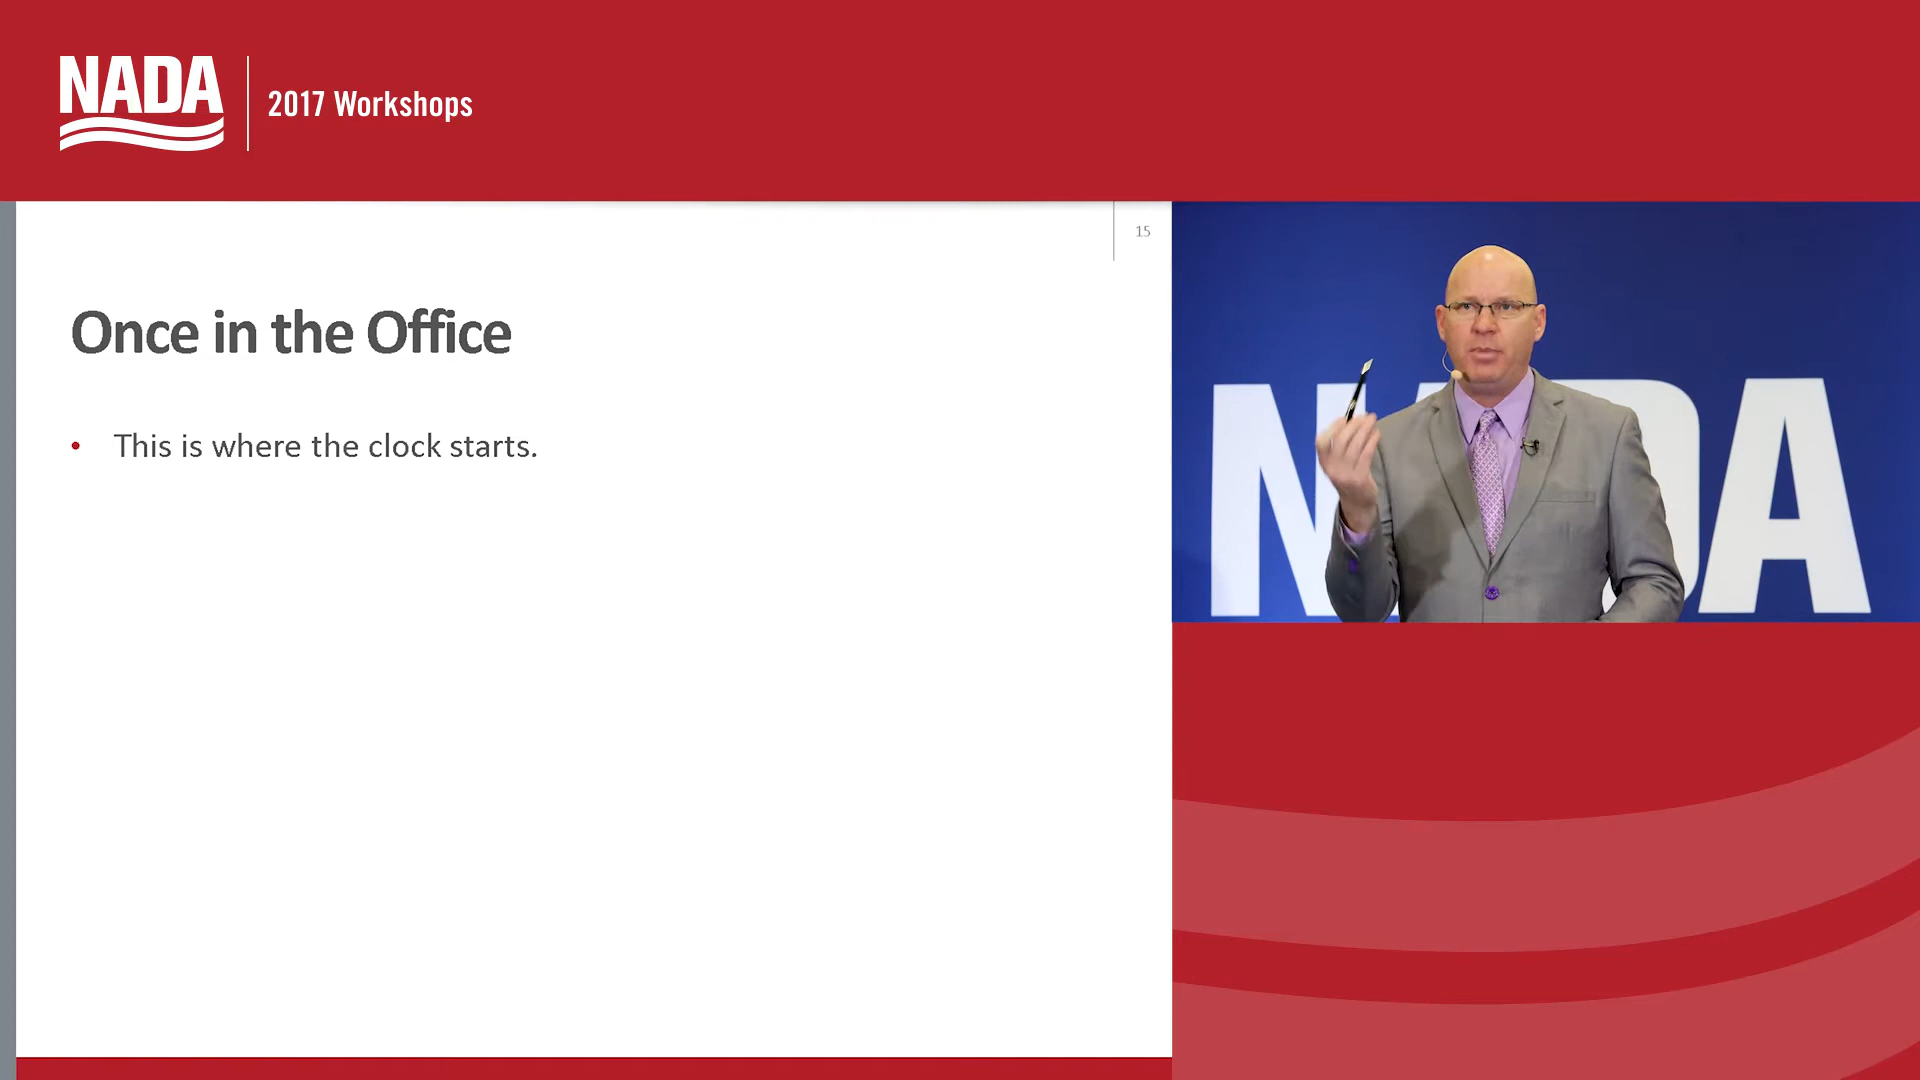 NADA
2017 Workshops
15
Once in the Office
• This is where the clock starts.
NADA